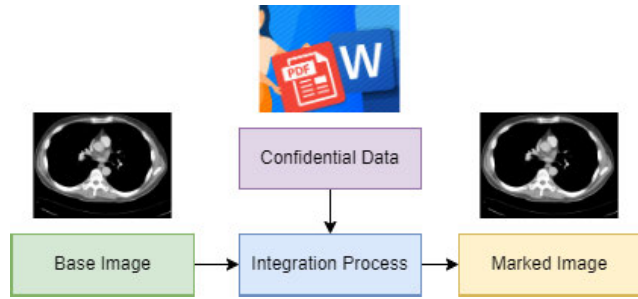 PDF
W
Confidential Data
Base Image
Integration Process
Marked Image